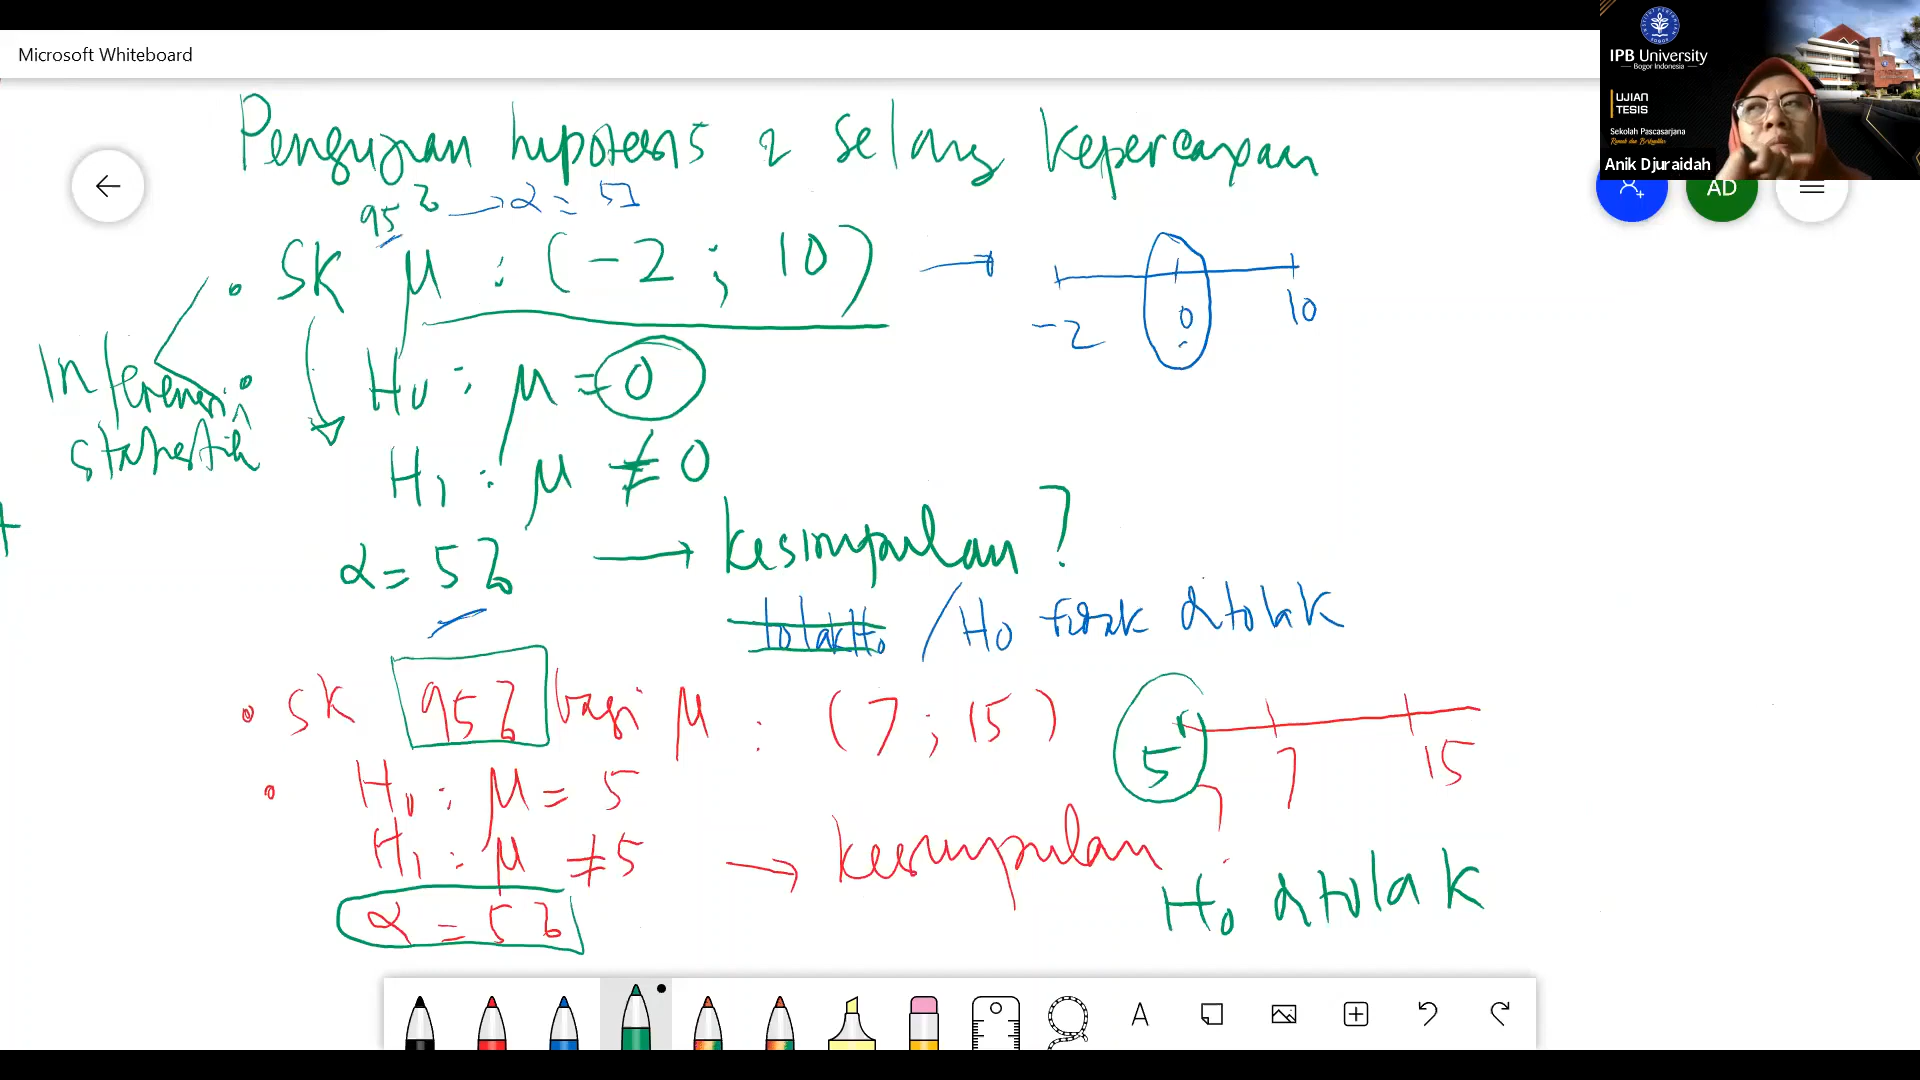 Microsoft Whiteboard
IPB University
Bogor Indonesia
UJIAN
TESIS
Sekolah Pascasarjana
Anik Djuraidah
AD
Pengujian hipotesis & selang kepercayaan
95% → α = 5%
• SK μ : (-2 ; 10) →
-2 0 10
Inferensi
statistik
H0 : μ = 0
H1 : μ ≠ 0
α = 5% → kesimpulan ?
tolak H0 / H0 tidak ditolak
• SK 95% bagi μ : (7 ; 15)
5 7 15
• H0 : μ = 5
H1 : μ ≠ 5 → kesimpulan ?
α = 5%
H0 ditolak